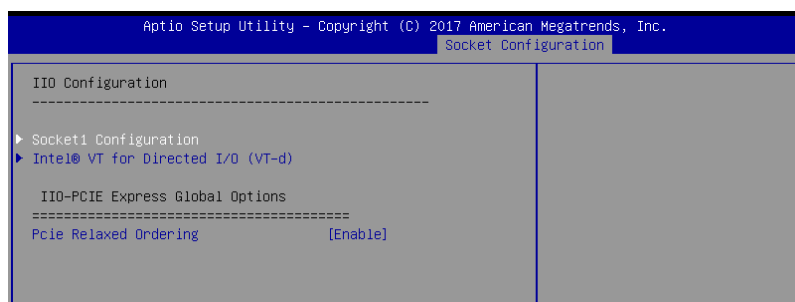 Aptio Setup Utility – Copyright (C) 2017 American Megatrends, Inc.
Socket Configuration
IIO Configuration
--------------------------------------------------
Socket1 Configuration
Intel® VT for Directed I/O (VT-d)
IIO-PCIE Express Global Options
========================================
Pcie Relaxed Ordering [Enable]